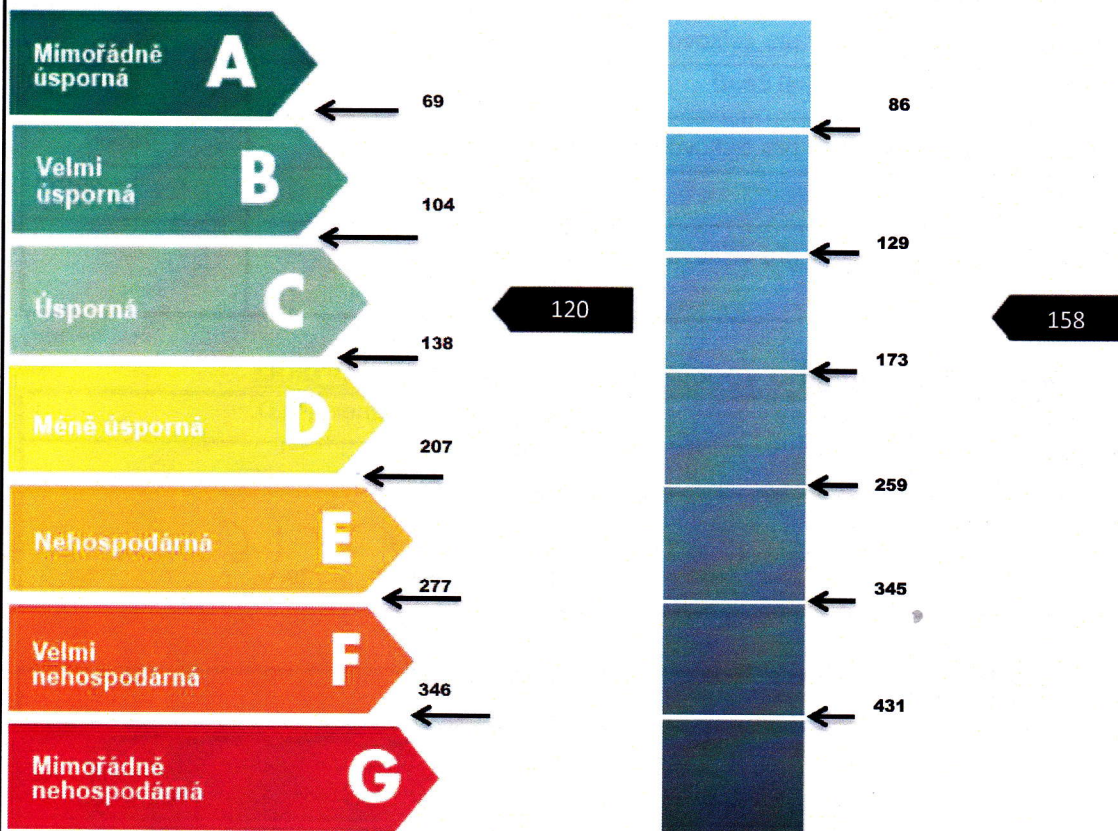 Mimořádně
úsporná
A
69
86
Velmi
úsporná
B
104
129
Úsporná
C
120
158
138
173
Méně úsporná
D
207
259
Nehospodárná
E
277
345
Velmi
nehospodárná
F
346
431
Mimořádně
nehospodárná
G